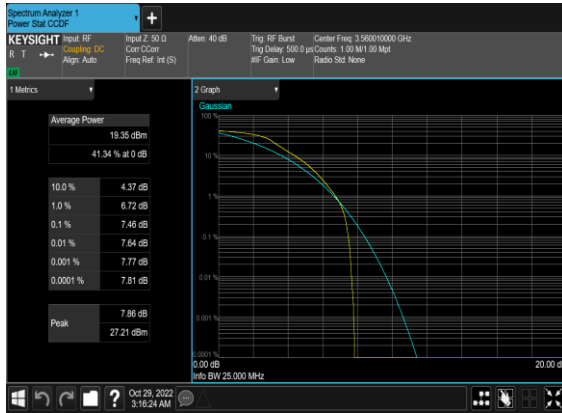 Spectrum Analyzer 1
Power Stat CCDF
+
KEYSIGHT
R T
Input: RF
Coupling: DC
Align: Auto
Input Z: 50 Ω
Corr CCorr
Freq Ref: Int (S)
Atten: 40 dB
Trig: RF Burst
Trig Delay: 500.0 µs
#IF Gain: Low
Center Freq: 3.560010000 GHz
Counts: 1.00 M/1.00 Mpt
Radio Std: None
1 Metrics
Average Power
19.35 dBm
41.34 % at 0 dB
10.0 % 4.37 dB
1.0 % 6.72 dB
0.1 % 7.46 dB
0.01 % 7.64 dB
0.001 % 7.77 dB
0.0001 % 7.81 dB
Peak
7.86 dB
27.21 dBm
2 Graph
Gaussian
100 %
10 %
1 %
0.1 %
0.01 %
0.001 %
0.0001 %
0.00 dB
20.00 d
Info BW 25.000 MHz
?
Oct 29, 2022
3:16:24 AM